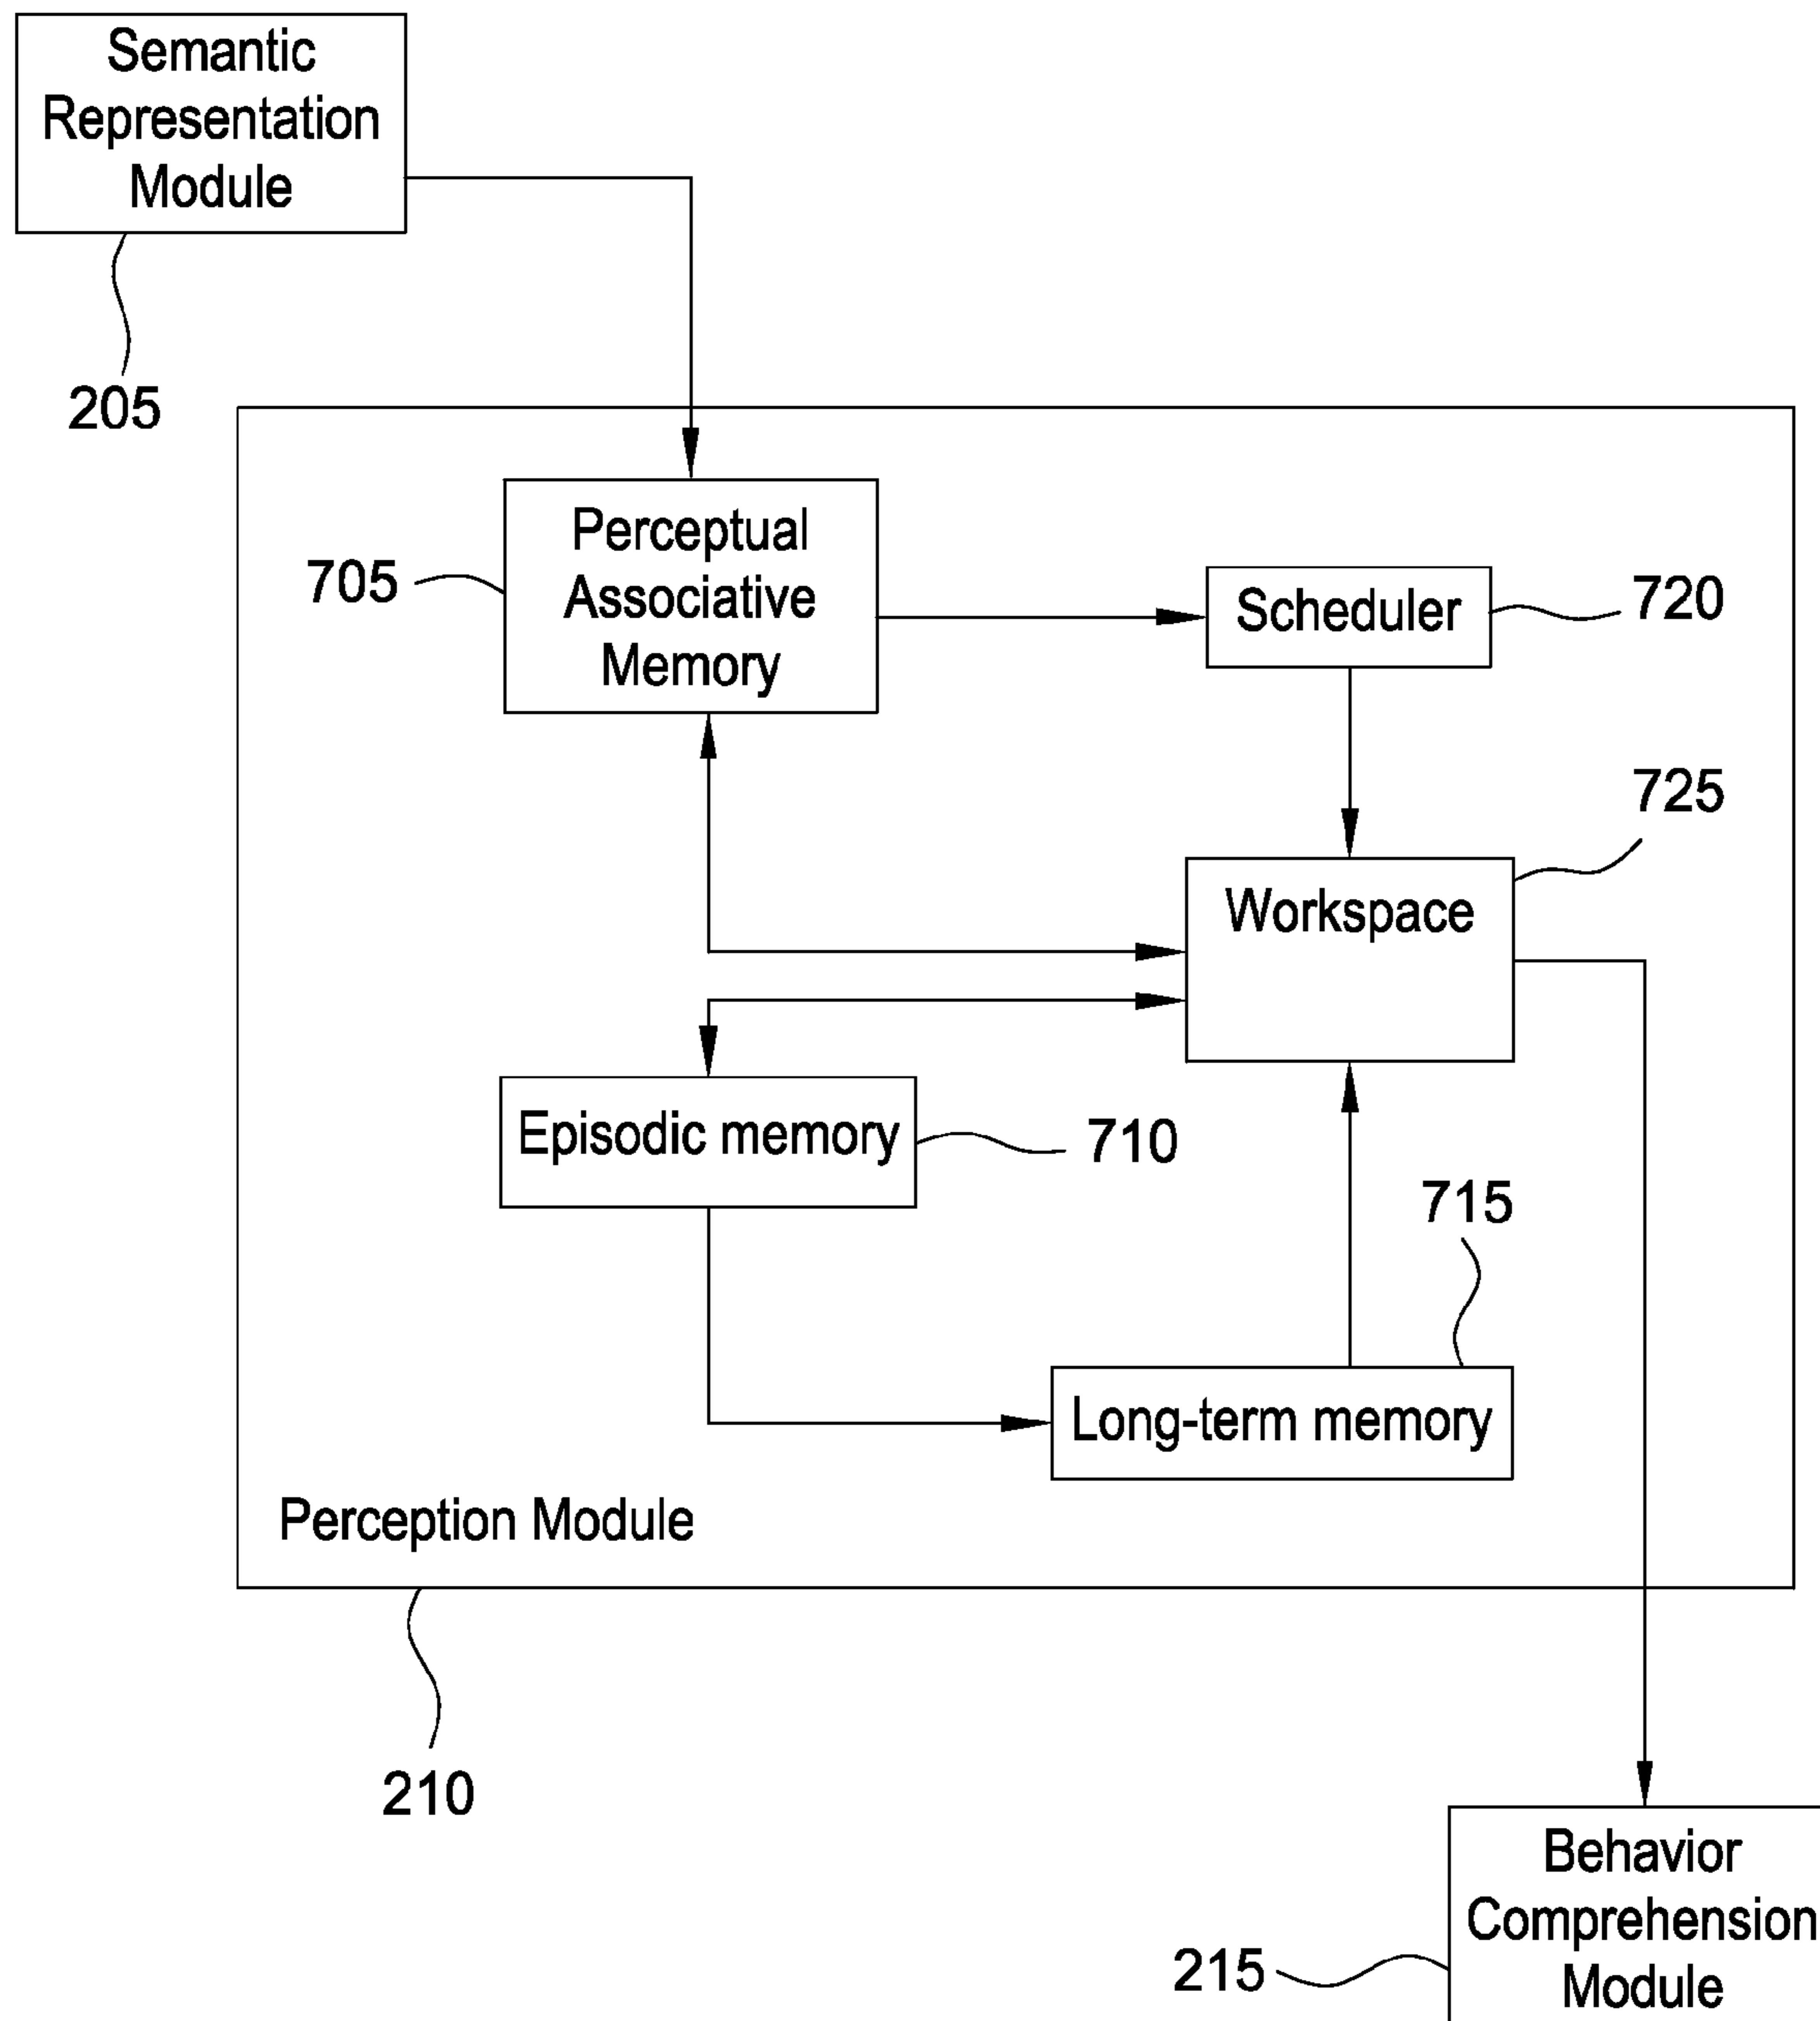 Semantic
Representation
Module
205
Perceptual
Associative
Memory
705
Scheduler
720
725
Workspace
Episodic memory
710
715
Long-term memory
Perception Module
210
Behavior
Comprehension
Module
215